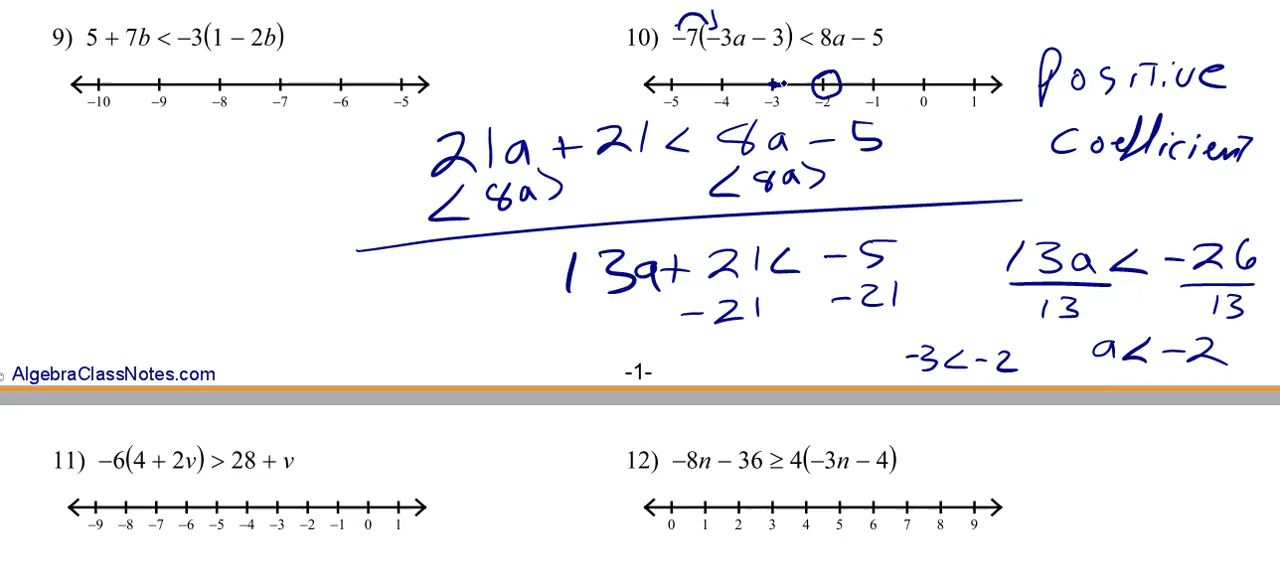 9) 5 + 7b < −3(1 − 2b)
−10 −9 −8 −7 −6 −5
10) −7(−3a − 3) < 8a − 5
−5 −4 −3 −2 −1 0 1
Positive
coefficient
21a + 21 < 8a − 5
<8a> <8a>
13a + 21 < −5
−21 −21
13a < −26
13 13
−3 < −2
a < −2
AlgebraClassNotes.com
-1-
11) −6(4 + 2v) > 28 + v
−9 −8 −7 −6 −5 −4 −3 −2 −1 0 1
12) −8n − 36 ≥ 4(−3n − 4)
0 1 2 3 4 5 6 7 8 9